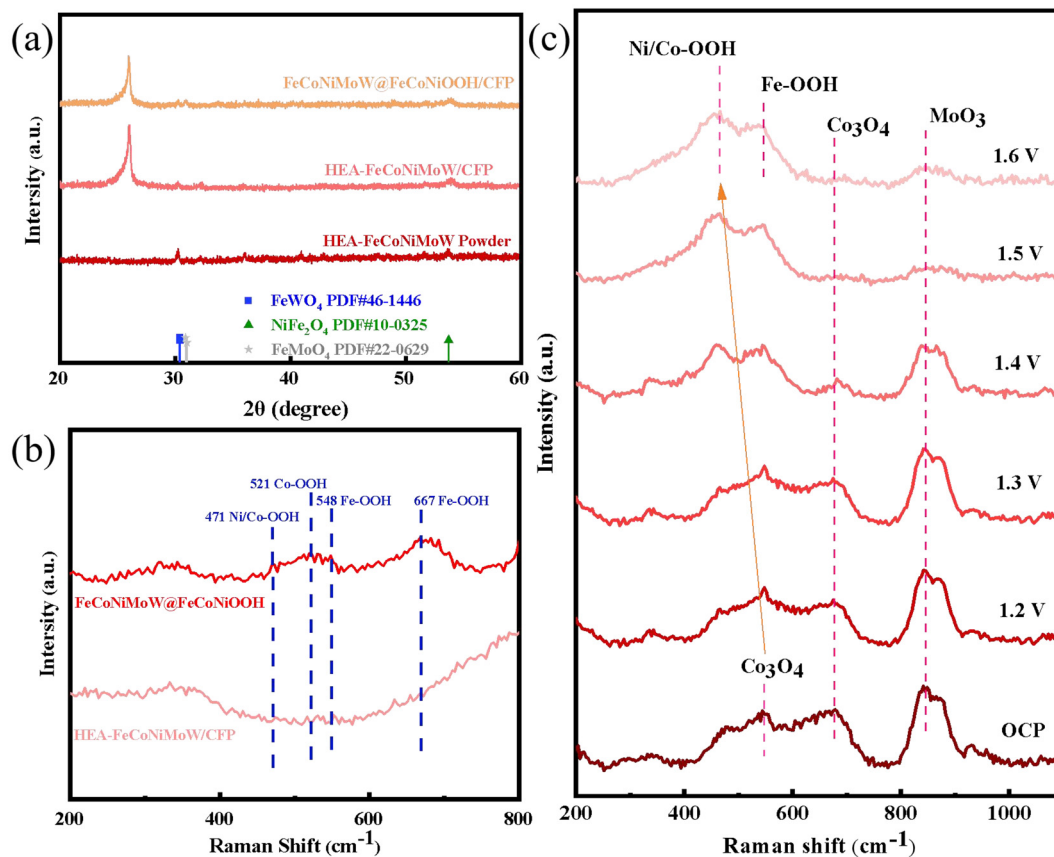 (a)
FeCoNiMoW@FeCoNiOOH/CFP
HEA-FeCoNiMoW/CFP
HEA-FeCoNiMoW Powder
FeWO₄ PDF#46-1446
NiFe₂O₄ PDF#10-0325
FeMoO₄ PDF#22-0629
Intersity (a.u.)
20 30 40 50 60
2θ (degree)
(b)
521 Co-OOH
548 Fe-OOH
667 Fe-OOH
471 Ni/Co-OOH
FeCoNiMoW@FeCoNiOOH
HEA-FeCoNiMoW/CFP
Intersity (a.u.)
200 400 600 800
Raman Shift (cm⁻¹)
(c)
Ni/Co-OOH
Fe-OOH
Co₃O₄
MoO₃
1.6 V
1.5 V
1.4 V
1.3 V
1.2 V
Co₃O₄
OCP
Intensity (a.u.)
200 400 600 800 1000
Raman shift (cm⁻¹)